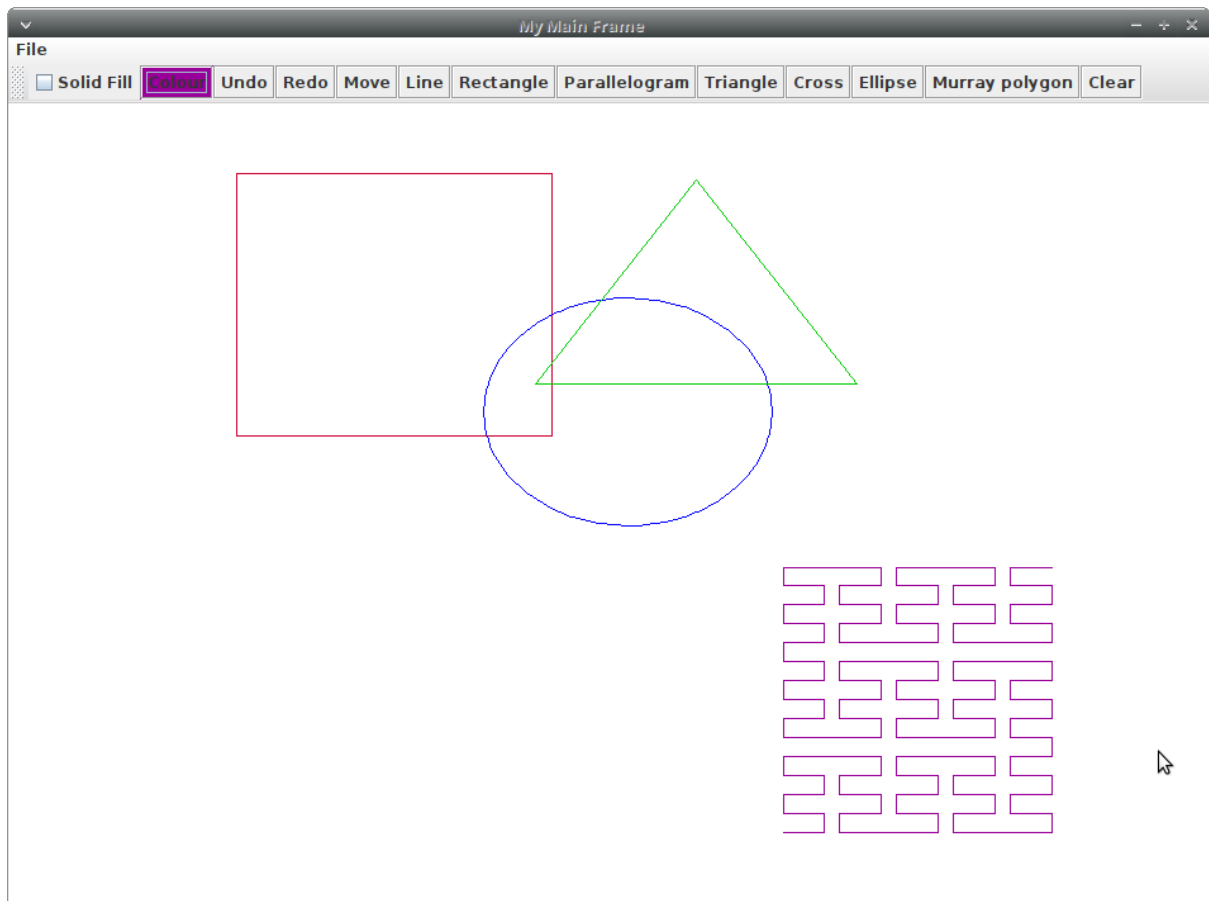 My Main Frame
File
Solid Fill Colour Undo Redo Move Line Rectangle Parallelogram Triangle Cross Ellipse Murray polygon Clear